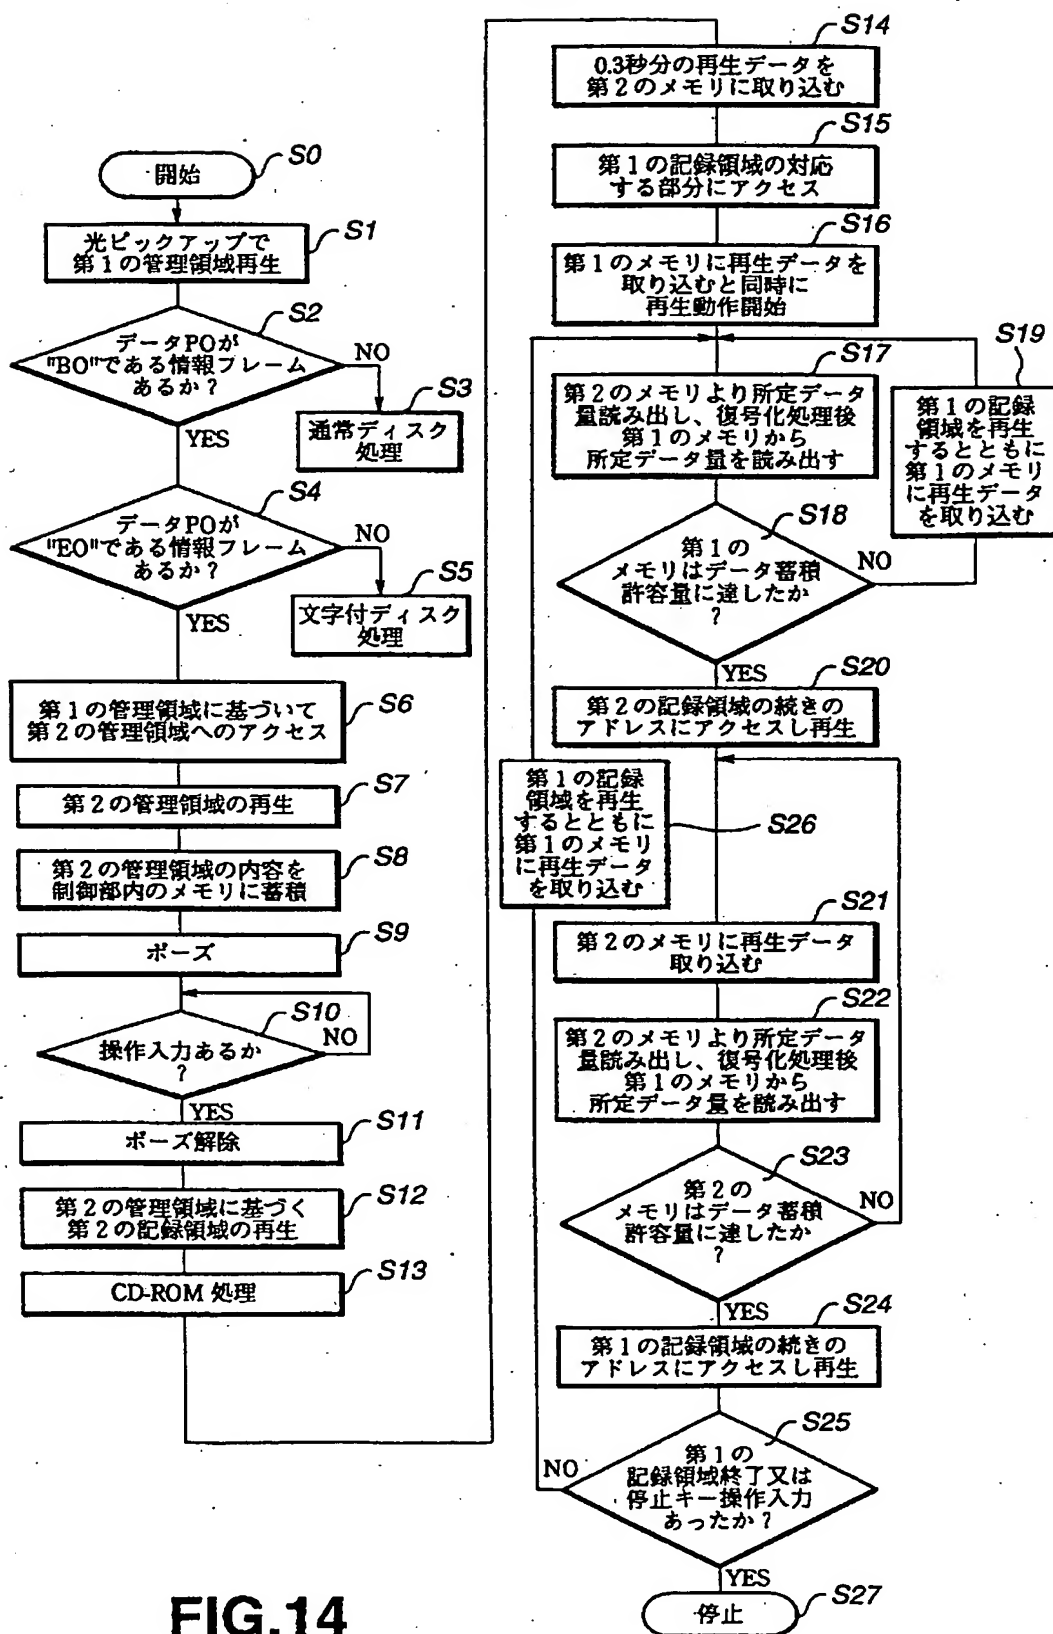 S0
開始
S1
光ピックアップで
第1の管理領域再生
S2
データPOが
"BO"である情報フレーム
あるか?
NO
YES
S3
通常ディスク
処理
S4
データPOが
"EO"である情報フレーム
あるか?
NO
YES
S5
文字付ディスク
処理
S6
第1の管理領域に基づいて
第2の管理領域へのアクセス
S7
第2の管理領域の再生
S8
第2の管理領域の内容を
制御部内のメモリに蓄積
S9
ポーズ
S10
操作入力あるか
?
NO
YES
S11
ポーズ解除
S12
第2の管理領域に基づく
第2の記録領域の再生
S13
CD-ROM 処理
S14
0.3秒分の再生データを
第2のメモリに取り込む
S15
第1の記録領域の対応
する部分にアクセス
S16
第1のメモリに再生データを
取り込むと同時に
再生動作開始
S17
第2のメモリより所定データ
量読み出し、復号化処理後
第1のメモリから
所定データ量を読み出す
S18
第1の
メモリはデータ蓄積
許容量に達したか
?
NO
YES
S19
第1の記録
領域を再生
するとともに
第1のメモリ
に再生データ
を取り込む
S20
第2の記録領域の続きの
アドレスにアクセスし再生
第1の記録
領域を再生
するとともに
第1のメモリ
に再生データ
を取り込む
S26
S21
第2のメモリに再生データ
取り込む
S22
第2のメモリより所定データ
量読み出し、復号化処理後
第1のメモリから
所定データ量を読み出す
S23
第2の
メモリはデータ蓄積
許容量に達したか
?
NO
YES
S24
第1の記録領域の続きの
アドレスにアクセスし再生
S25
第1の
記録領域終了又は
停止キー操作入力
あったか?
NO
YES
S27
停止
FIG.14